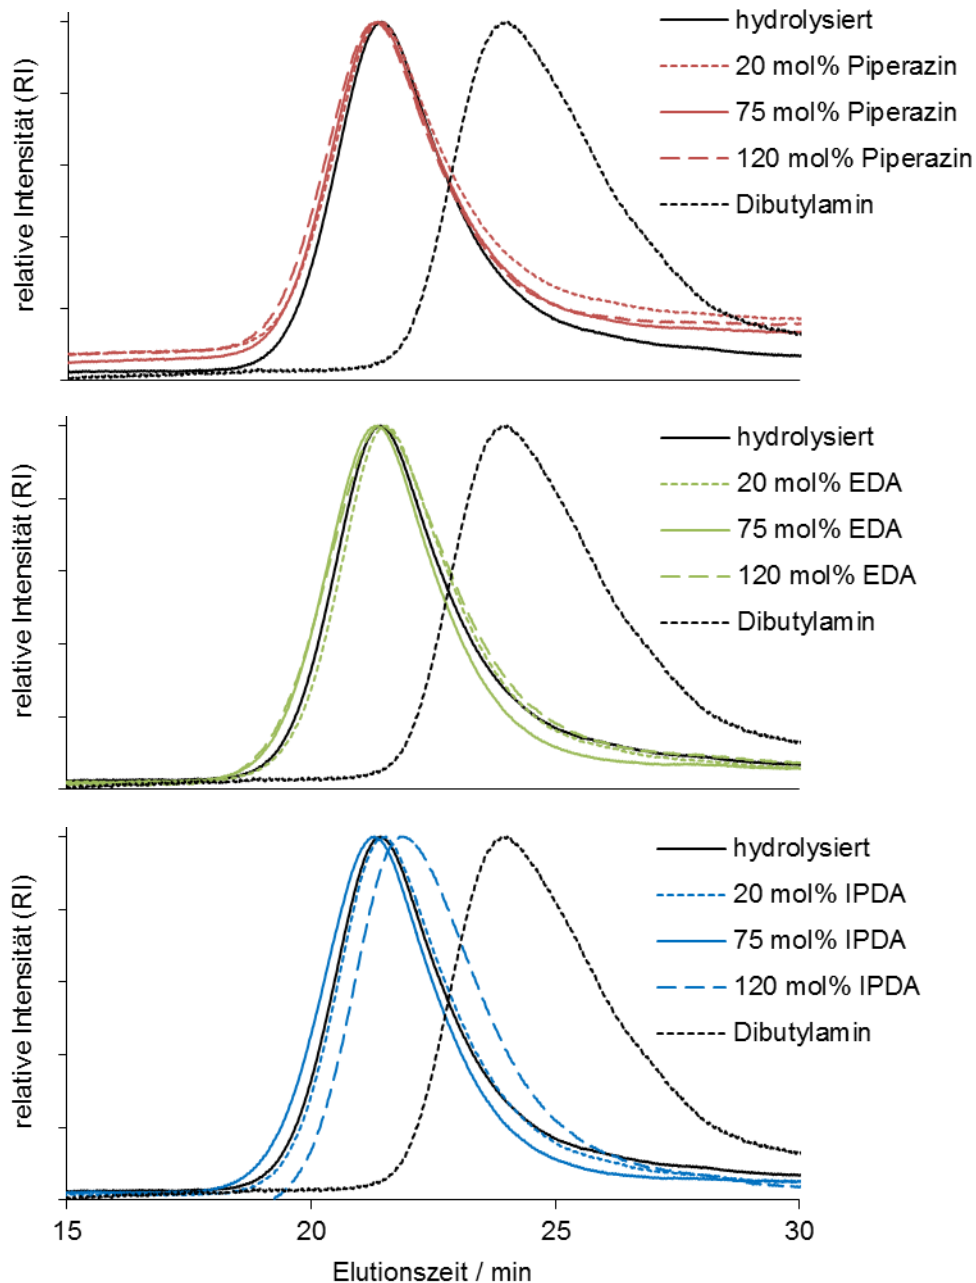 relative Intensität (RI)
hydrolysiert
20 mol% Piperazin
75 mol% Piperazin
120 mol% Piperazin
Dibutylamin
relative Intensität (RI)
hydrolysiert
20 mol% EDA
75 mol% EDA
120 mol% EDA
Dibutylamin
relative Intensität (RI)
hydrolysiert
20 mol% IPDA
75 mol% IPDA
120 mol% IPDA
Dibutylamin
15 20 25 30
Elutionszeit / min